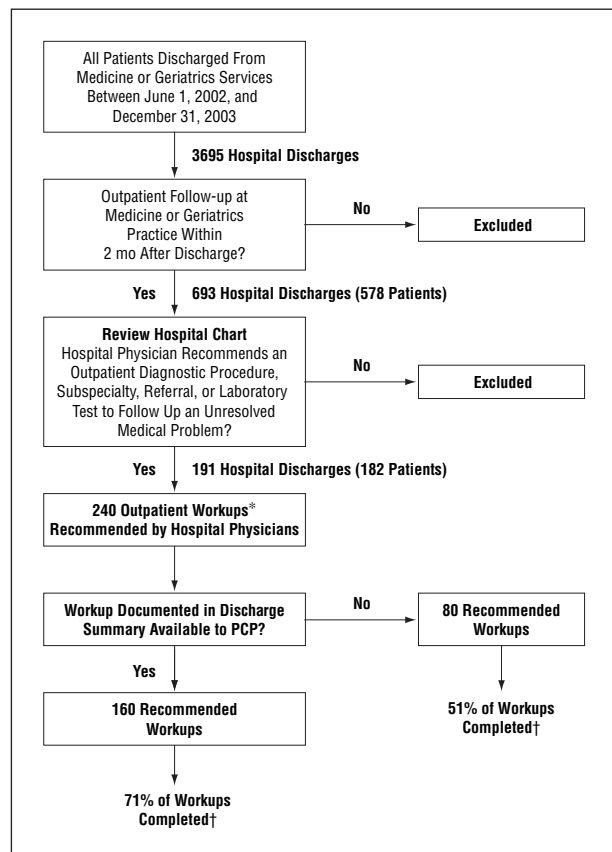 All Patients Discharged From
Medicine or Geriatrics Services
Between June 1, 2002, and
December 31, 2003
3695 Hospital Discharges
Outpatient Follow-up at
Medicine or Geriatrics
Practice Within
2 mo After Discharge?
No
Excluded
Yes
693 Hospital Discharges (578 Patients)
Review Hospital Chart
Hospital Physician Recommends an
Outpatient Diagnostic Procedure,
Subspecialty, Referral, or Laboratory
Test to Follow Up an Unresolved
Medical Problem?
No
Excluded
Yes
191 Hospital Discharges (182 Patients)
240 Outpatient Workups*
Recommended by Hospital Physicians
Workup Documented in Discharge
Summary Available to PCP?
No
80 Recommended
Workups
Yes
160 Recommended
Workups
51% of Workups
Completed†
71% of Workups
Completed†